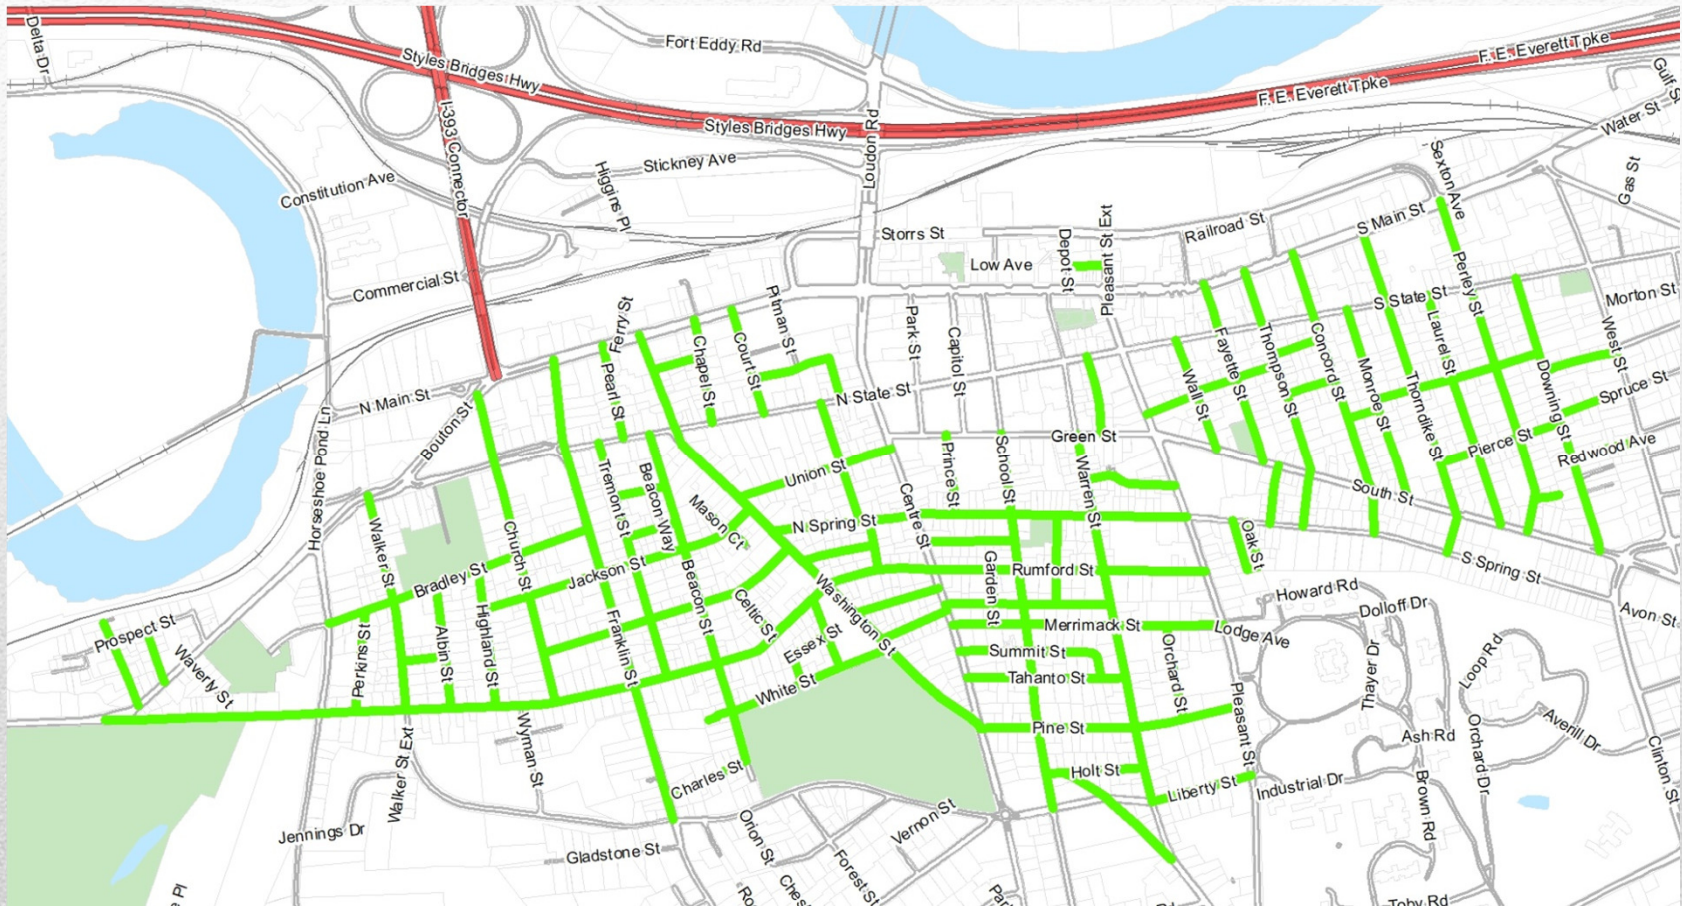 Delta Dr
Fort Eddy Rd
Styles Bridges Hwy
F. E. Everett Tpke
F. E. Everett Tpke
Styles Bridges Hwy
I-393 Connector
Loudon Rd
Water St
Gas St
Sexton Ave
Stickney Ave
Higgins Pl
Constitution Ave
Storrs St
Railroad St
S Main St
Low Ave
Depot St
Pleasant St Ext
Commercial St
Ferry St
Pitman St
Perley St
S State St
Morton St
Park St
Capitol St
Court St
Chapel St
Pearl St
N Main St
N State St
Fayette St
Thompson St
Concord St
Laurel St
West St
Monroe St
Wall St
Thorndike St
Downing St
Spruce St
Bouton St
Horseshoe Pond Ln
Green St
Pierce St
Redwood Ave
Union St
Prince St
School St
Warren St
South St
Tremont St
Beacon Way
Mason Ct
N Spring St
Centre St
Oak St
S Spring St
Walker St
Church St
Bradley St
Jackson St
Garden St
Rumford St
Howard Rd
Dolloff Dr
Avon St
Beacon St
Celtic St
Washington St
Highland St
Albin St
Franklin St
Merrimack St
Lodge Ave
Prospect St
Waverly St
Perkins St
Essex St
White St
Summit St
Tahanto St
Orchard St
Thayer Dr
Loop Rd
Pleasant St
Pine St
Wyman St
Walker St Ext
Ash Rd
Orchard Dr
Averill Dr
Clinton St
Charles St
Holt St
Liberty St
Industrial Dr
Brown Rd
Jennings Dr
Gladstone St
Orion St
Vernon St
Forest St
e Pl
Toby Rd